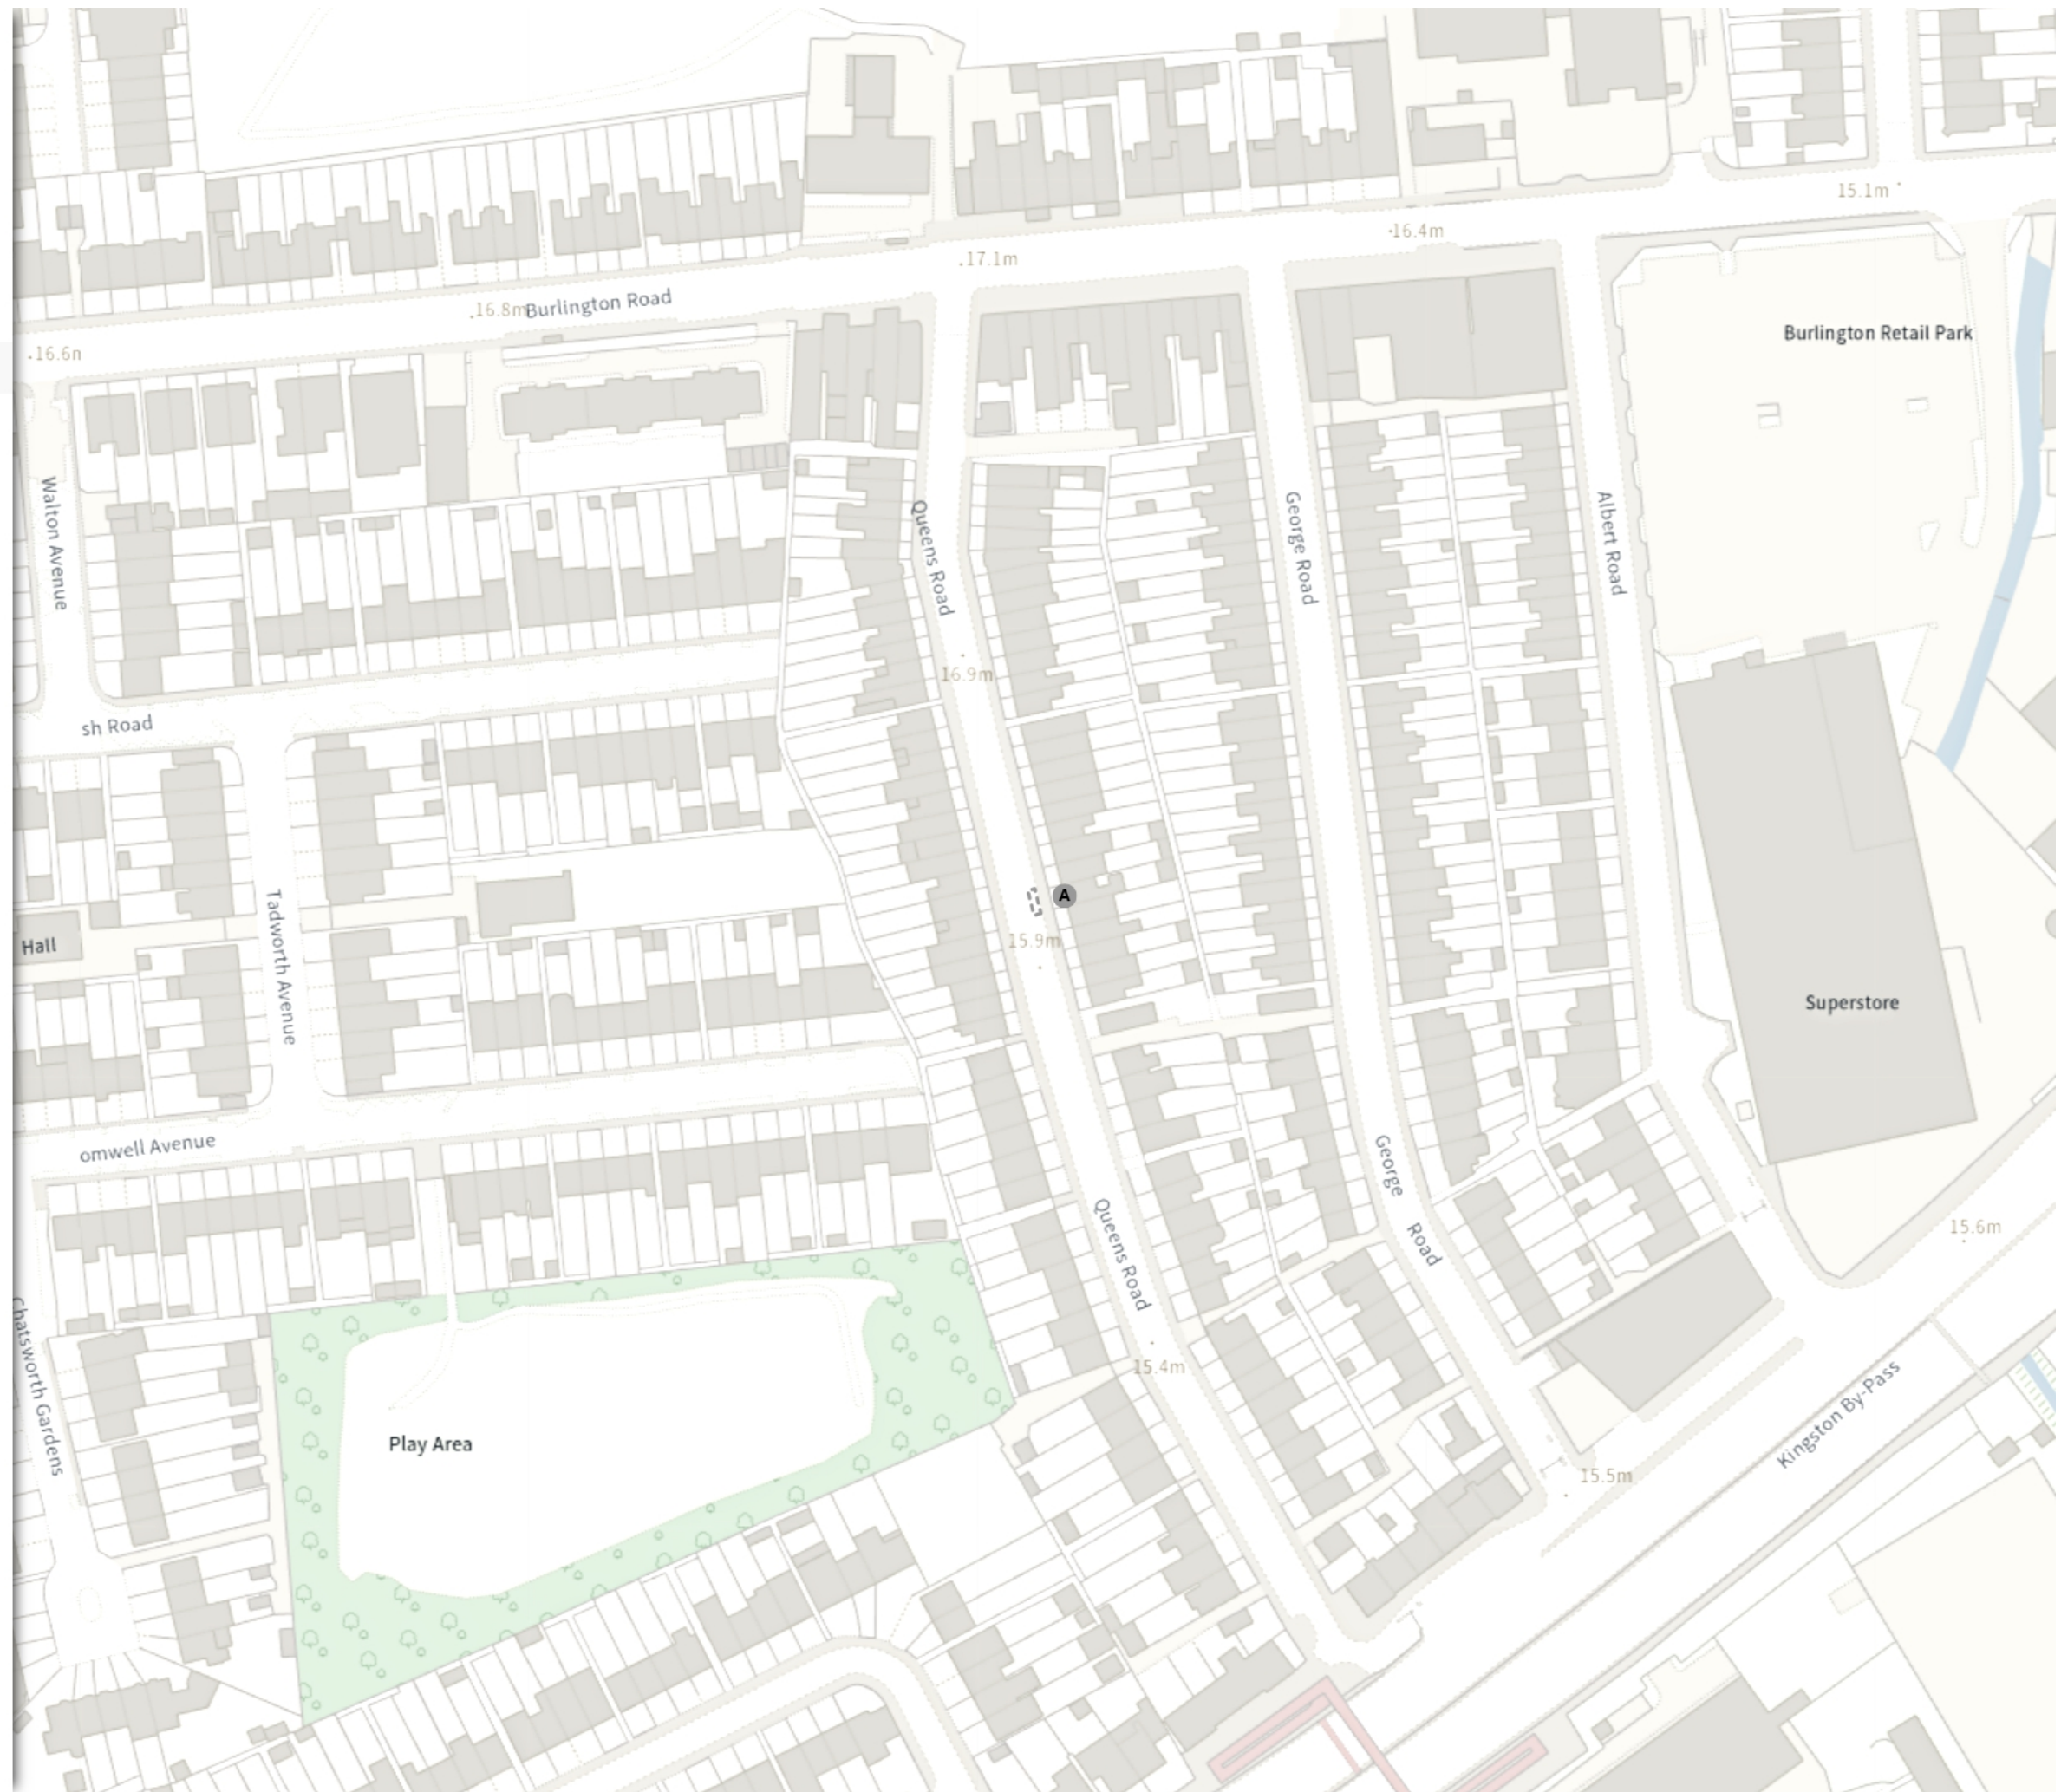 15.1m
16.4m
17.1m
Burlington Road
16.8m
Burlington Retail Park
16.6n
Walton Avenue
Queens Road
George Road
Albert Road
16.9m
sh Road
A
Tadworth Avenue
15.9m
Hall
Superstore
omwell Avenue
George
Road
Queens Road
15.6m
Chatsworth Gardens
15.4m
Kingston By-Pass
Play Area
15.5m